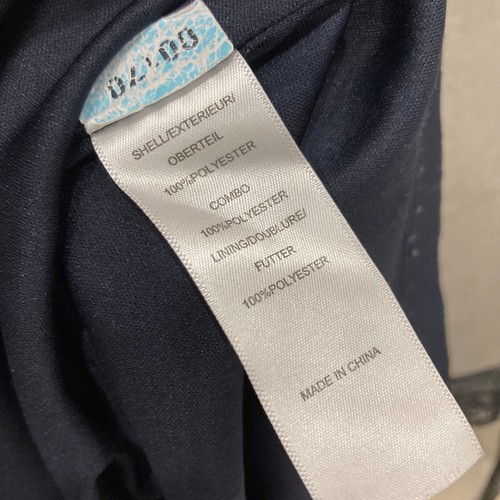 SHELL/EXTERIEUR/
OBERTEIL
100%POLYESTER
COMBO
100%POLYESTER
LINING/DOUBLURE/
FUTTER
100%POLYESTER
MADE IN CHINA